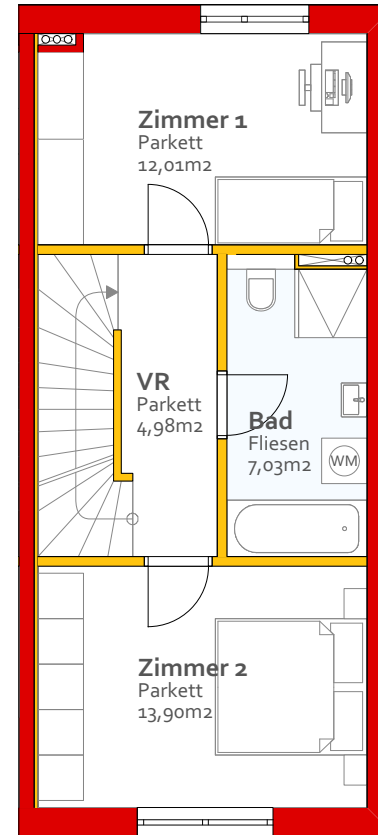 Zimmer 1
Parkett
12,01m2
VR
Parkett
4,98m2
Bad
Fliesen
7,03m2
WM
Zimmer 2
Parkett
13,90m2